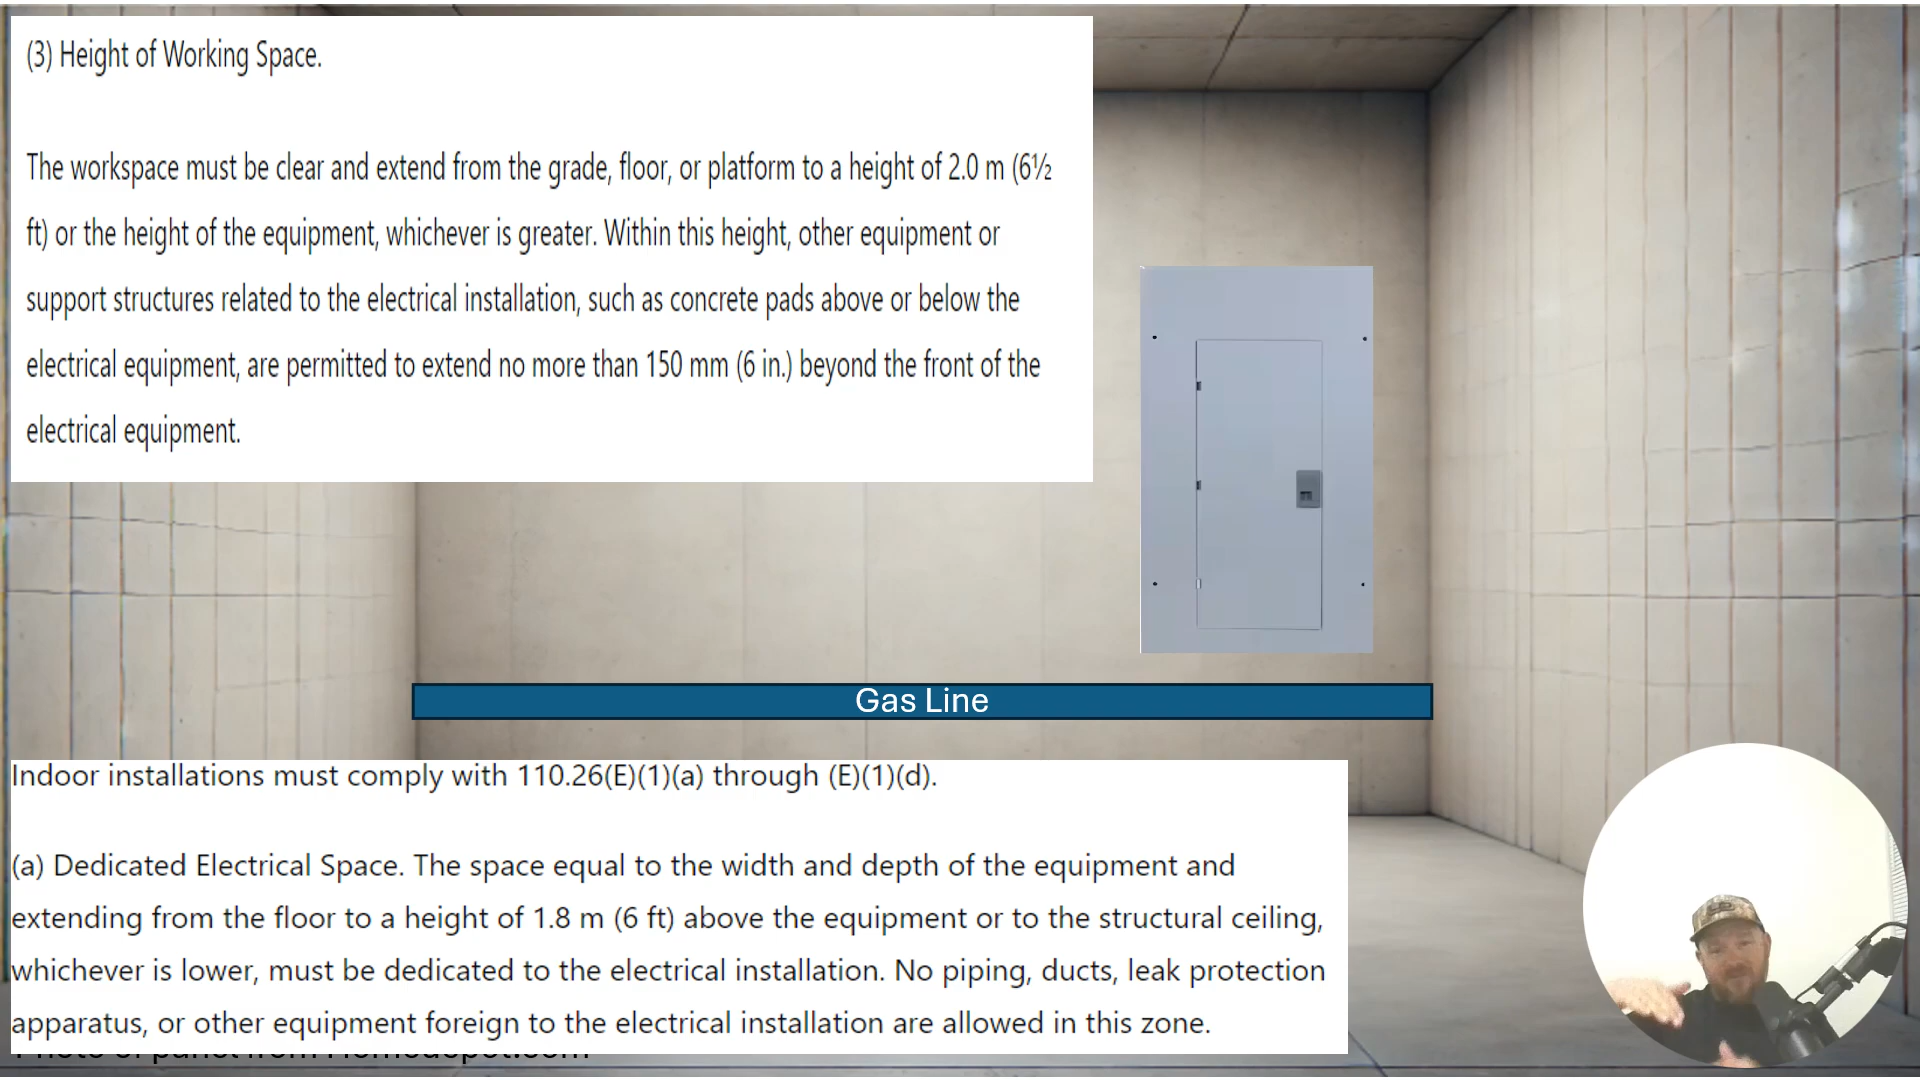 (3) Height of Working Space.
The workspace must be clear and extend from the grade, floor, or platform to a height of 2.0 m (6½
ft) or the height of the equipment, whichever is greater. Within this height, other equipment or
support structures related to the electrical installation, such as concrete pads above or below the
electrical equipment, are permitted to extend no more than 150 mm (6 in.) beyond the front of the
electrical equipment.
Gas Line
Indoor installations must comply with 110.26(E)(1)(a) through (E)(1)(d).
(a) Dedicated Electrical Space. The space equal to the width and depth of the equipment and
extending from the floor to a height of 1.8 m (6 ft) above the equipment or to the structural ceiling,
whichever is lower, must be dedicated to the electrical installation. No piping, ducts, leak protection
apparatus, or other equipment foreign to the electrical installation are allowed in this zone.
Photo of panel from Homedepot.com